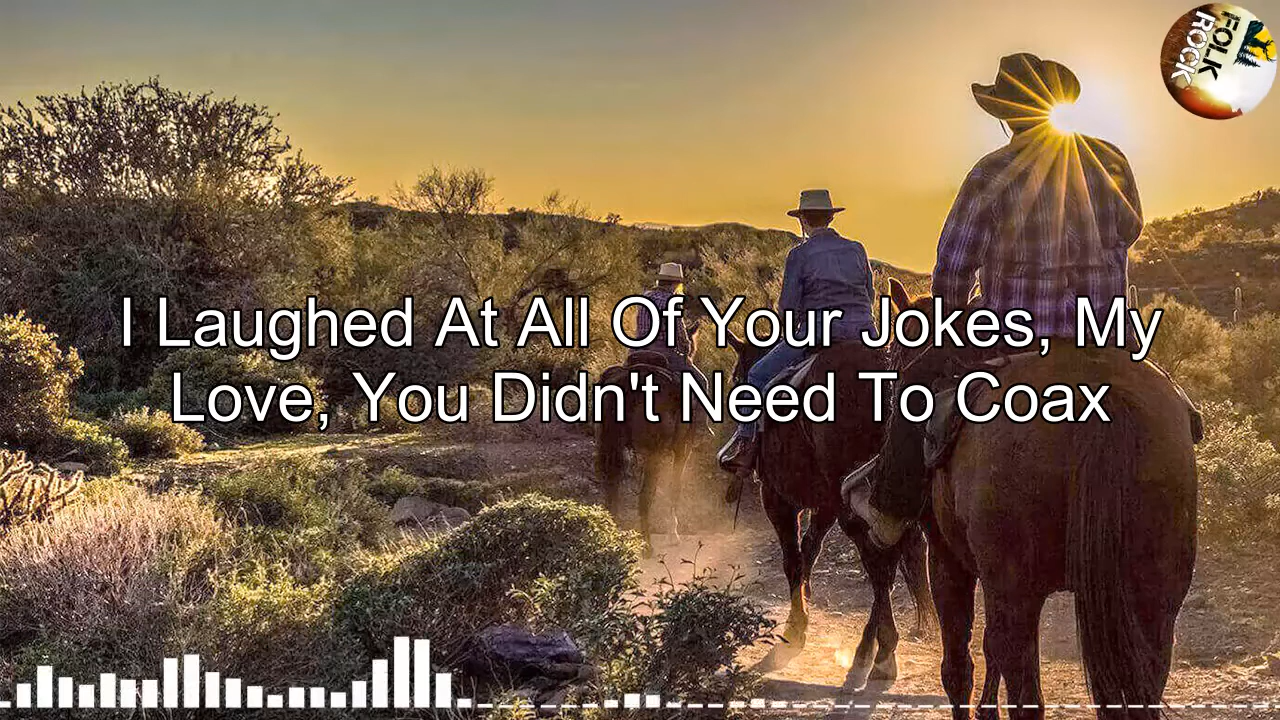 FOLK
ROCK
I Laughed At All Of Your Jokes, My
Love, You Didn't Need To Coax